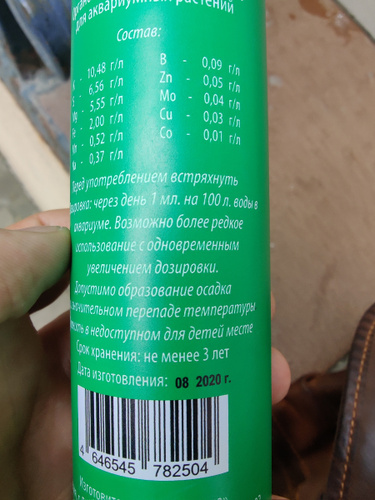 для аквариумных растений
Состав:
10,48 г/л
6,56 г/л
5,55 г/л
2,00 г/л
0,52 г/л
0,37 г/л
B - 0,09 г/л
Zn - 0,05 г/л
Mo - 0,04 г/л
Cu - 0,03 г/л
Co - 0,01 г/л
Перед употреблением встряхнуть
через день 1 мл. на 100 л. воды в
аквариуме. Возможно более редкое
использование с одновременным
увеличением дозировки.
Допустимо образование осадка
перепаде температуры
в недоступном для детей месте
Срок хранения: не менее 3 лет
Дата изготовления: 08 2020 г.
4 646545 782504